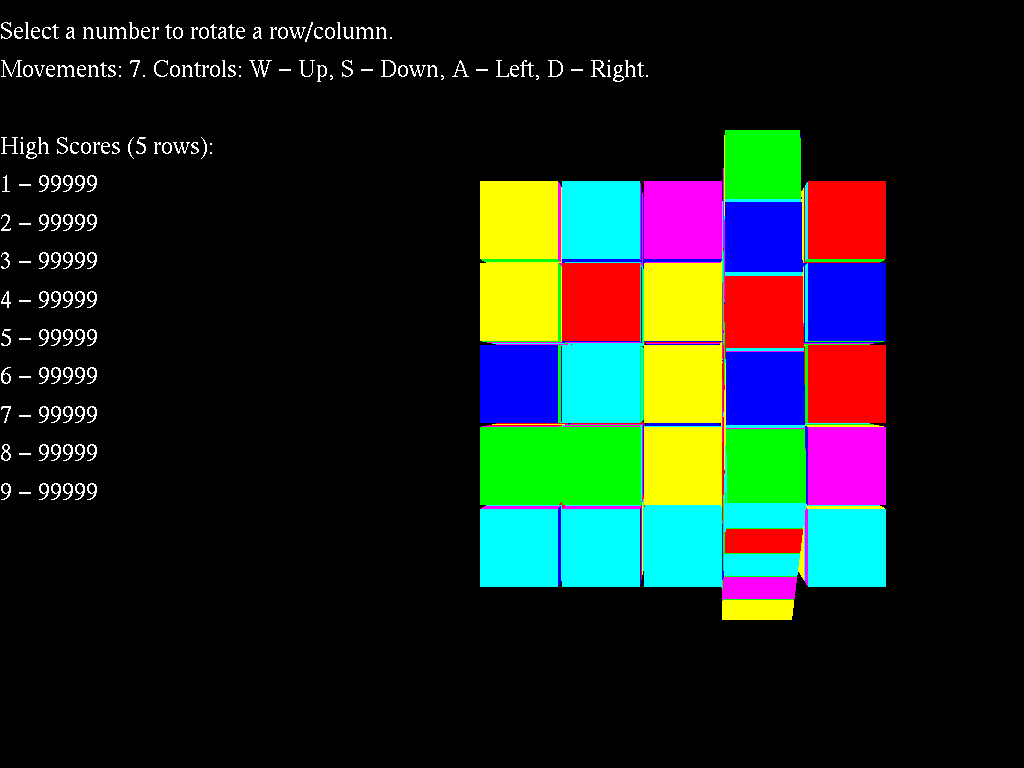 Select a number to rotate a row/column.
Movements: 7. Controls: W – Up, S – Down, A – Left, D – Right.
High Scores (5 rows):
1 – 99999
2 – 99999
3 – 99999
4 – 99999
5 – 99999
6 – 99999
7 – 99999
8 – 99999
9 – 99999